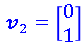 𝒗₂ = [0
1]